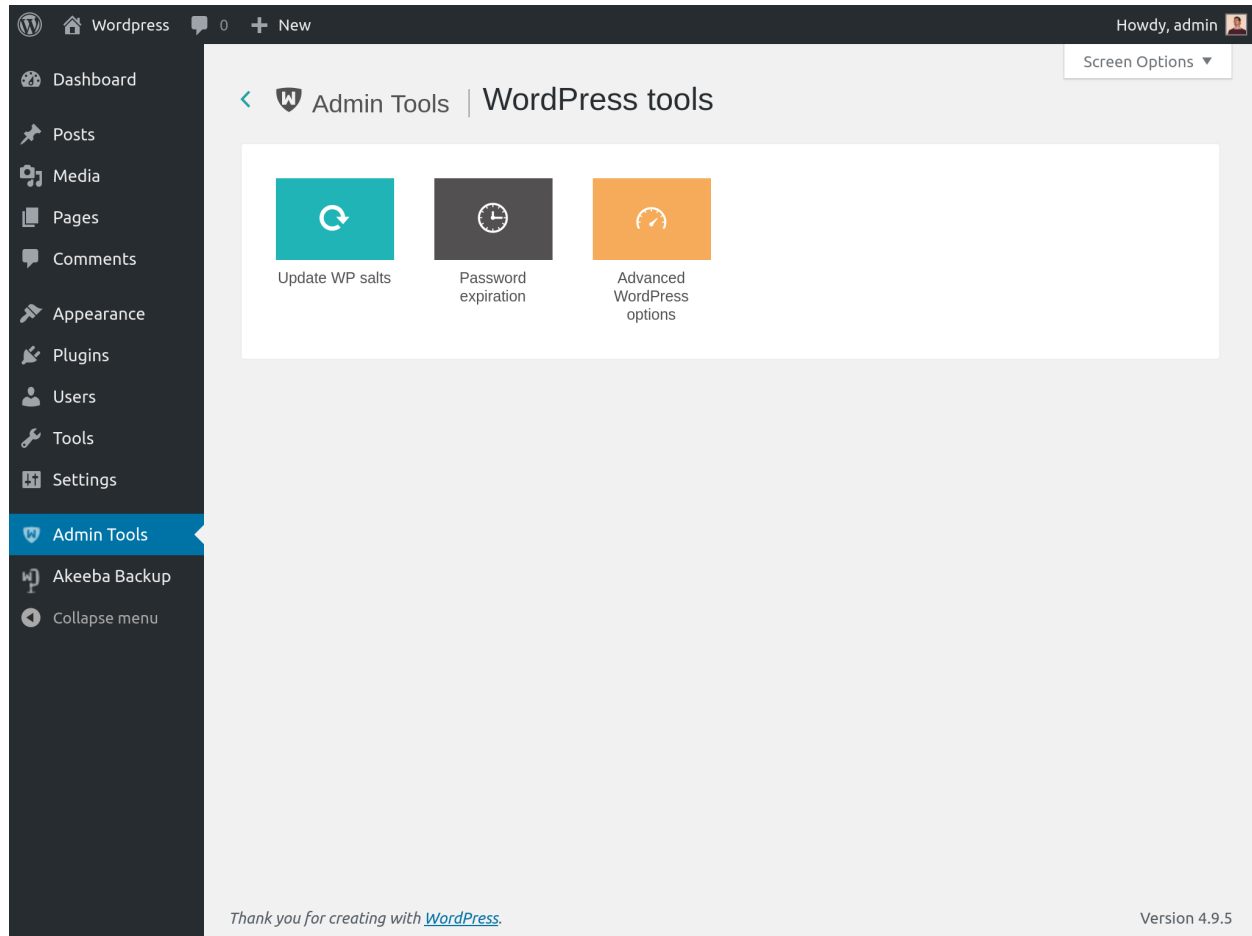 Wordpress 0 New Howdy, admin
Screen Options
Dashboard
Posts
Media
Pages
Comments
Appearance
Plugins
Users
Tools
Settings
Admin Tools
Akeeba Backup
Collapse menu
Admin Tools | WordPress tools
Update WP salts
Password
expiration
Advanced
WordPress
options
Thank you for creating with WordPress.
Version 4.9.5